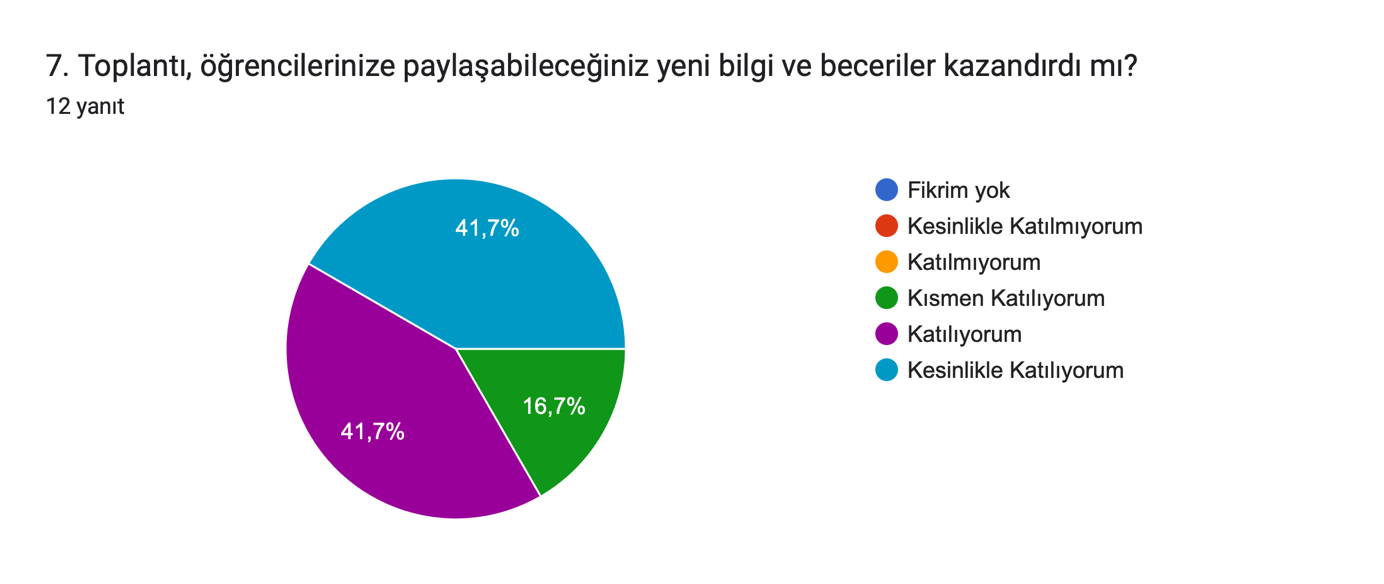 7. Toplantı, öğrencilerinize paylaşabileceğiniz yeni bilgi ve beceriler kazandırdı mı?
12 yanıt
41,7%
16,7%
41,7%
Fikrim yok
Kesinlikle Katılmıyorum
Katılmıyorum
Kısmen Katılıyorum
Katılıyorum
Kesinlikle Katılıyorum